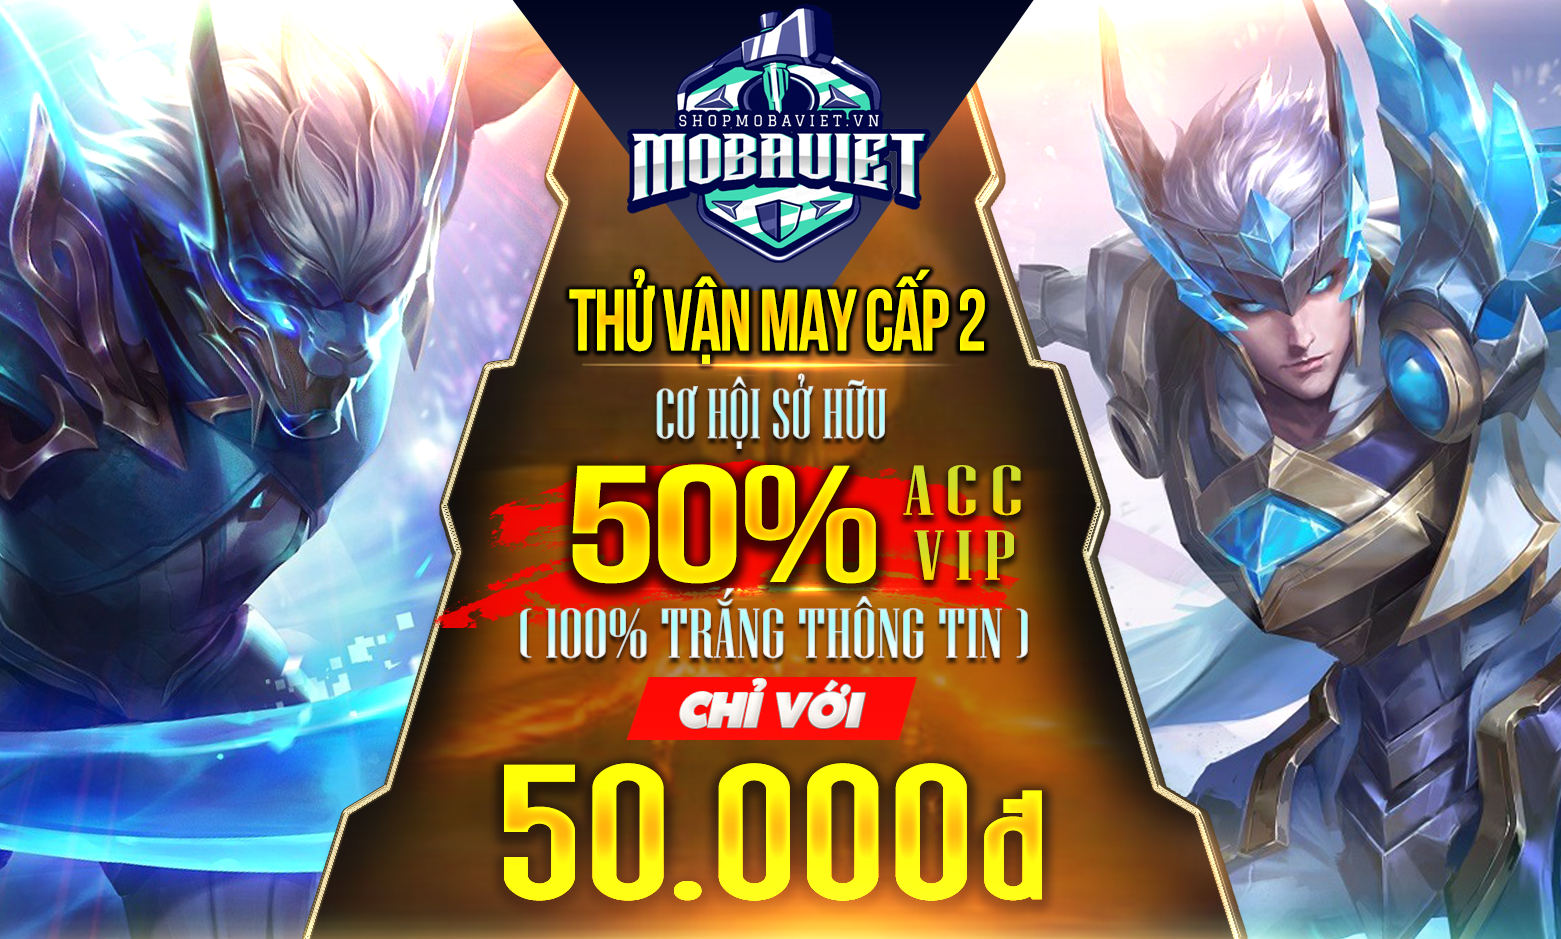 SHOPMOBAVIET.VN
MOBAVIET
THỬ VẬN MAY CẤP 2
CƠ HỘI SỞ HỮU
50% ACC VIP
( 100% TRẮNG THÔNG TIN )
CHỈ VỚI
50.000đ